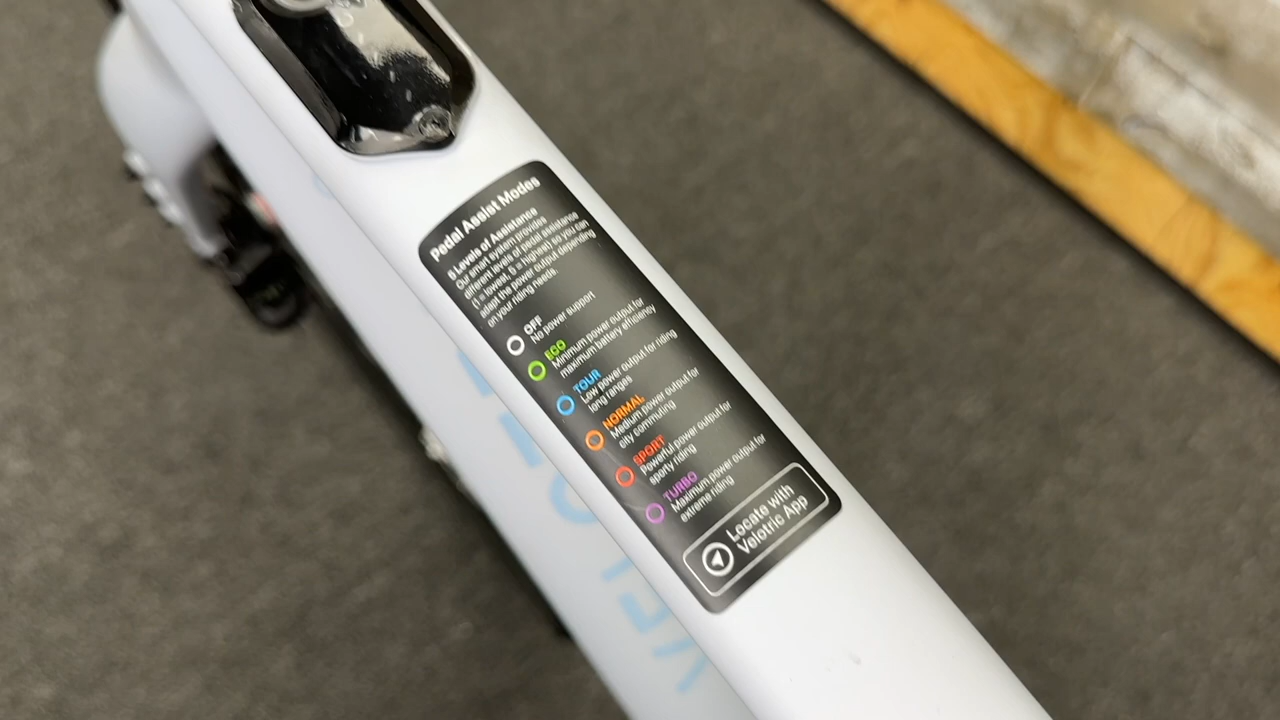 Pedal Assist Modes
5 Levels of Assistance
Our smart system provides
different levels of pedal assistance
(1 = lowest, 5 = highest) so you can
adapt the power output depending
on your riding needs.
OFF
No power support
ECO
Minimum power output for
maximum battery efficiency
TOUR
Low power output for riding
long ranges
NORMAL
Medium power output for
city commuting
SPORT
Powerful power output for
sporty riding
TURBO
Maximum power output for
extreme riding
Locate with
Velotric App